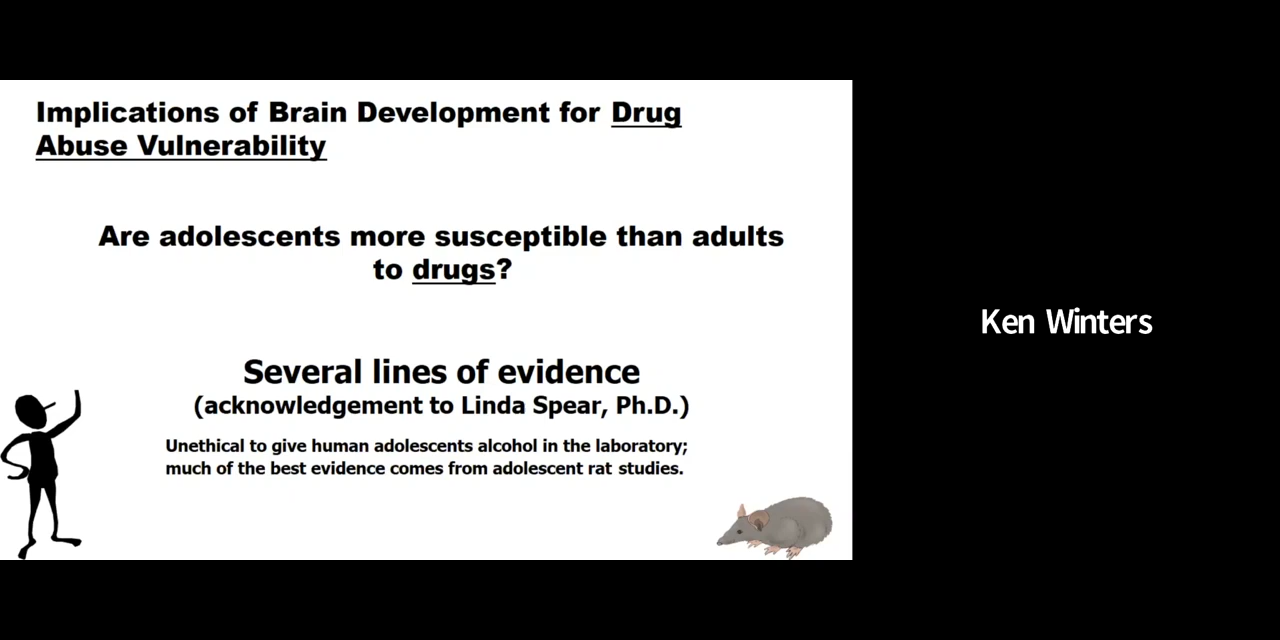 Implications of Brain Development for Drug
Abuse Vulnerability
Are adolescents more susceptible than adults
to drugs?
Several lines of evidence
(acknowledgement to Linda Spear, Ph.D.)
Unethical to give human adolescents alcohol in the laboratory;
much of the best evidence comes from adolescent rat studies.
Ken Winters